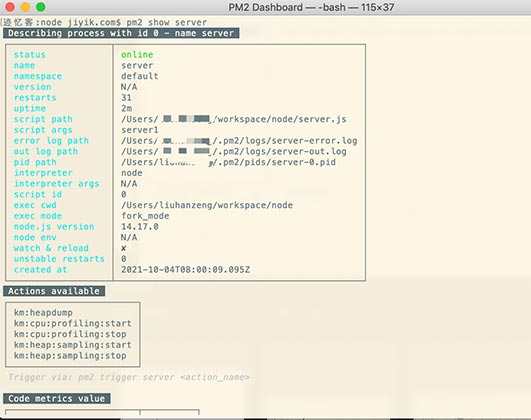 PM2 Dashboard — -bash — 115×37
[迹忆客:node jiyik.com$ pm2 show server
Describing process with id 0 - name server
status online
name server
namespace default
version N/A
restarts 31
uptime 2m
script path /Users/ /workspace/node/server.js
script args server1
error log path /Users/ /.pm2/logs/server-error.log
out log path /Users/ /.pm2/logs/server-out.log
pid path /Users/ /.pm2/pids/server-0.pid
interpreter node
interpreter args N/A
script id 0
exec cwd /Users/liuhanzeng/workspace/node
exec mode fork_mode
node.js version 14.17.0
node env N/A
watch & reload ✘
unstable restarts 0
created at 2021-10-04T08:00:09.095Z
Actions available
km:heapdump
km:cpu:profiling:start
km:cpu:profiling:stop
km:heap:sampling:start
km:heap:sampling:stop
Trigger via: pm2 trigger server <action_name>
Code metrics value